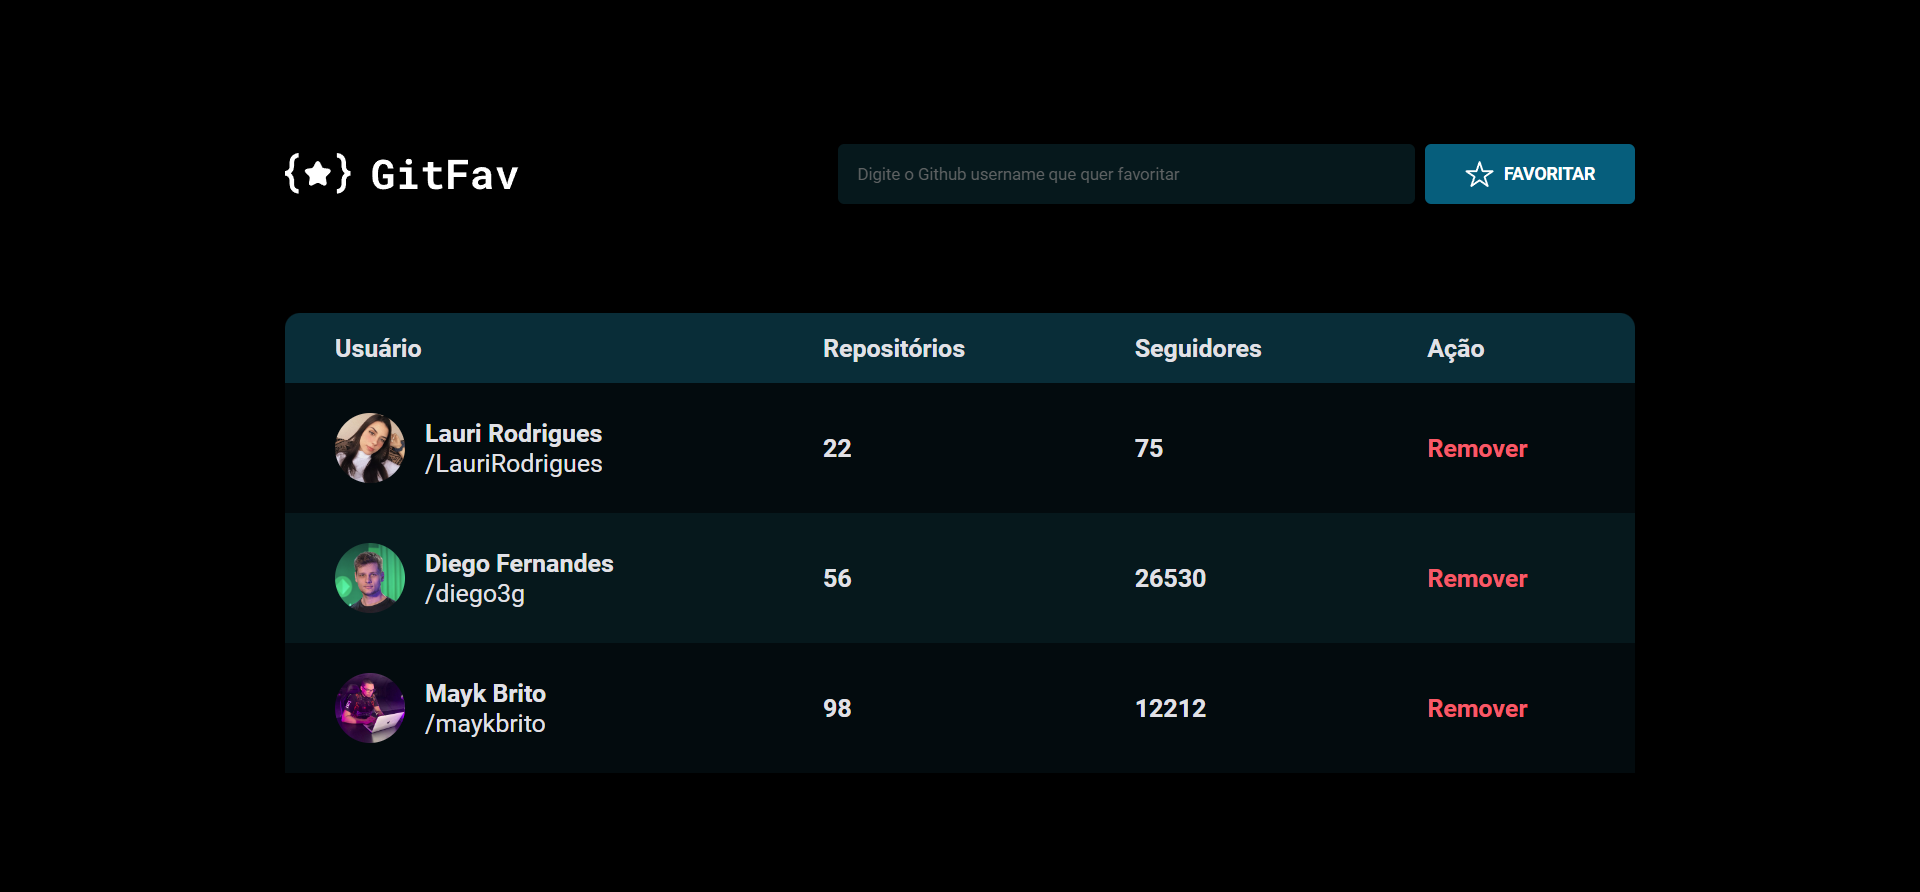 {★} GitFav
Digite o Github username que quer favoritar
FAVORITAR
Usuário Repositórios Seguidores Ação
Lauri Rodrigues
/LauriRodrigues
22 75 Remover
Diego Fernandes
/diego3g
56 26530 Remover
Mayk Brito
/maykbrito
98 12212 Remover